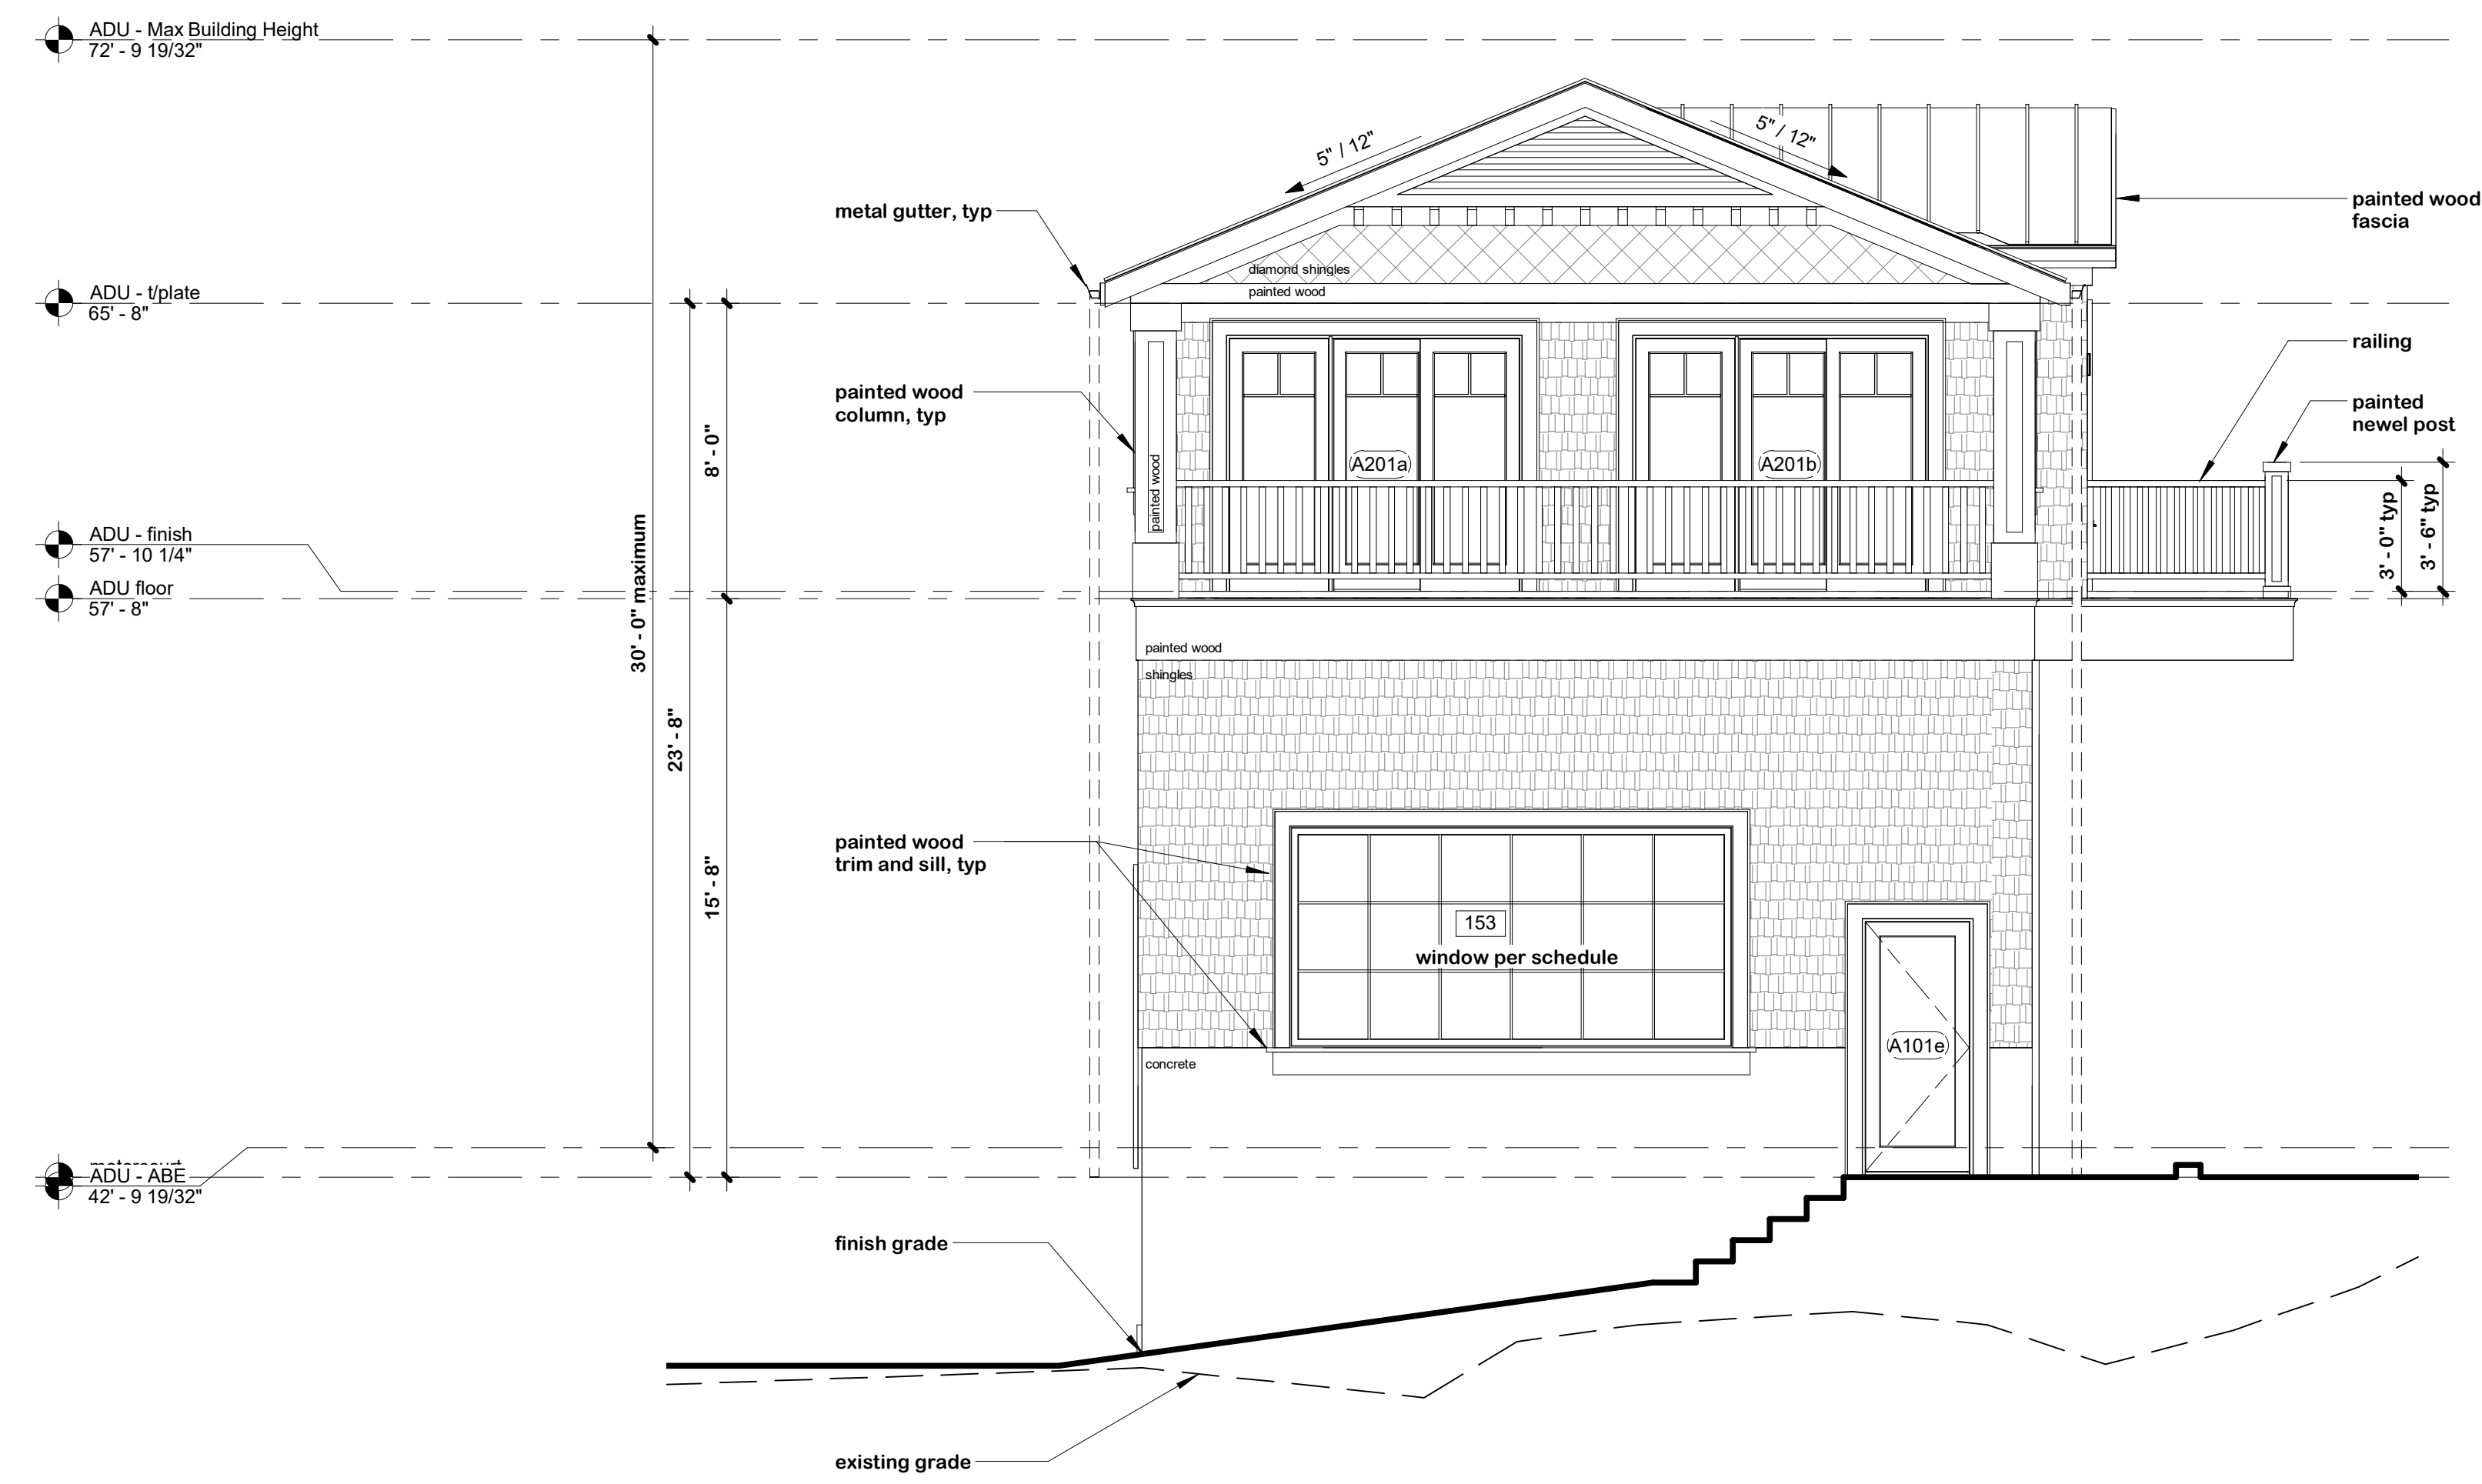 ADU - Max Building Height
72' - 9 19/32"
5" / 12"
5" / 12"
metal gutter, typ
painted wood
fascia
diamond shingles
painted wood
ADU - t/plate
65' - 8"
railing
painted wood
column, typ
painted
newel post
8' - 0"
A201a
A201b
painted wood
3' - 0" typ
3' - 6" typ
ADU - finish
57' - 10 1/4"
ADU floor
57' - 8"
30' - 0" maximum
painted wood
shingles
23' - 8"
15' - 8"
painted wood
trim and sill, typ
153
window per schedule
A101e
concrete
ADU - ABE
42' - 9 19/32"
finish grade
existing grade